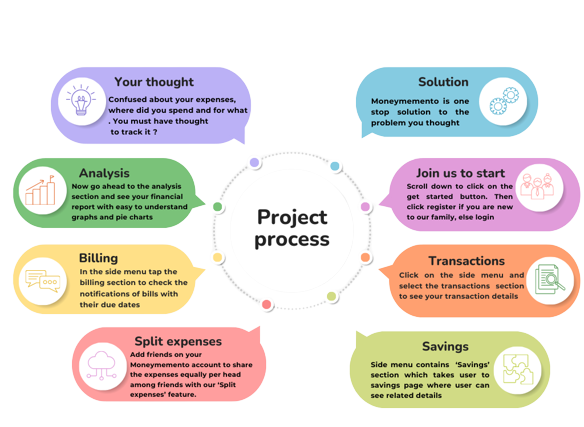 Your thought
Confused about your expenses,
where did you spend and for what
. You must have thought
to track it ?
Solution
Moneymemento is one
stop solution to the
problem you thought
Analysis
Now go ahead to the analysis
section and see your financial
report with easy to understand
graphs and pie charts
Join us to start
Scroll down to click on the
get started button. Then
click register if you are new
to our family, else login
Project
process
Billing
In the side menu tap the
billing section to check the
notifications of bills with
their due dates
Transactions
Click on the side menu and
select the transactions section
to see your transaction details
Split expenses
Add friends on your
Moneymemento account to share
the expenses equally per head
among friends with our ‘Split
expenses’ feature.
Savings
Side menu contains ‘Savings’
section which takes user to
savings page where user can
see related details